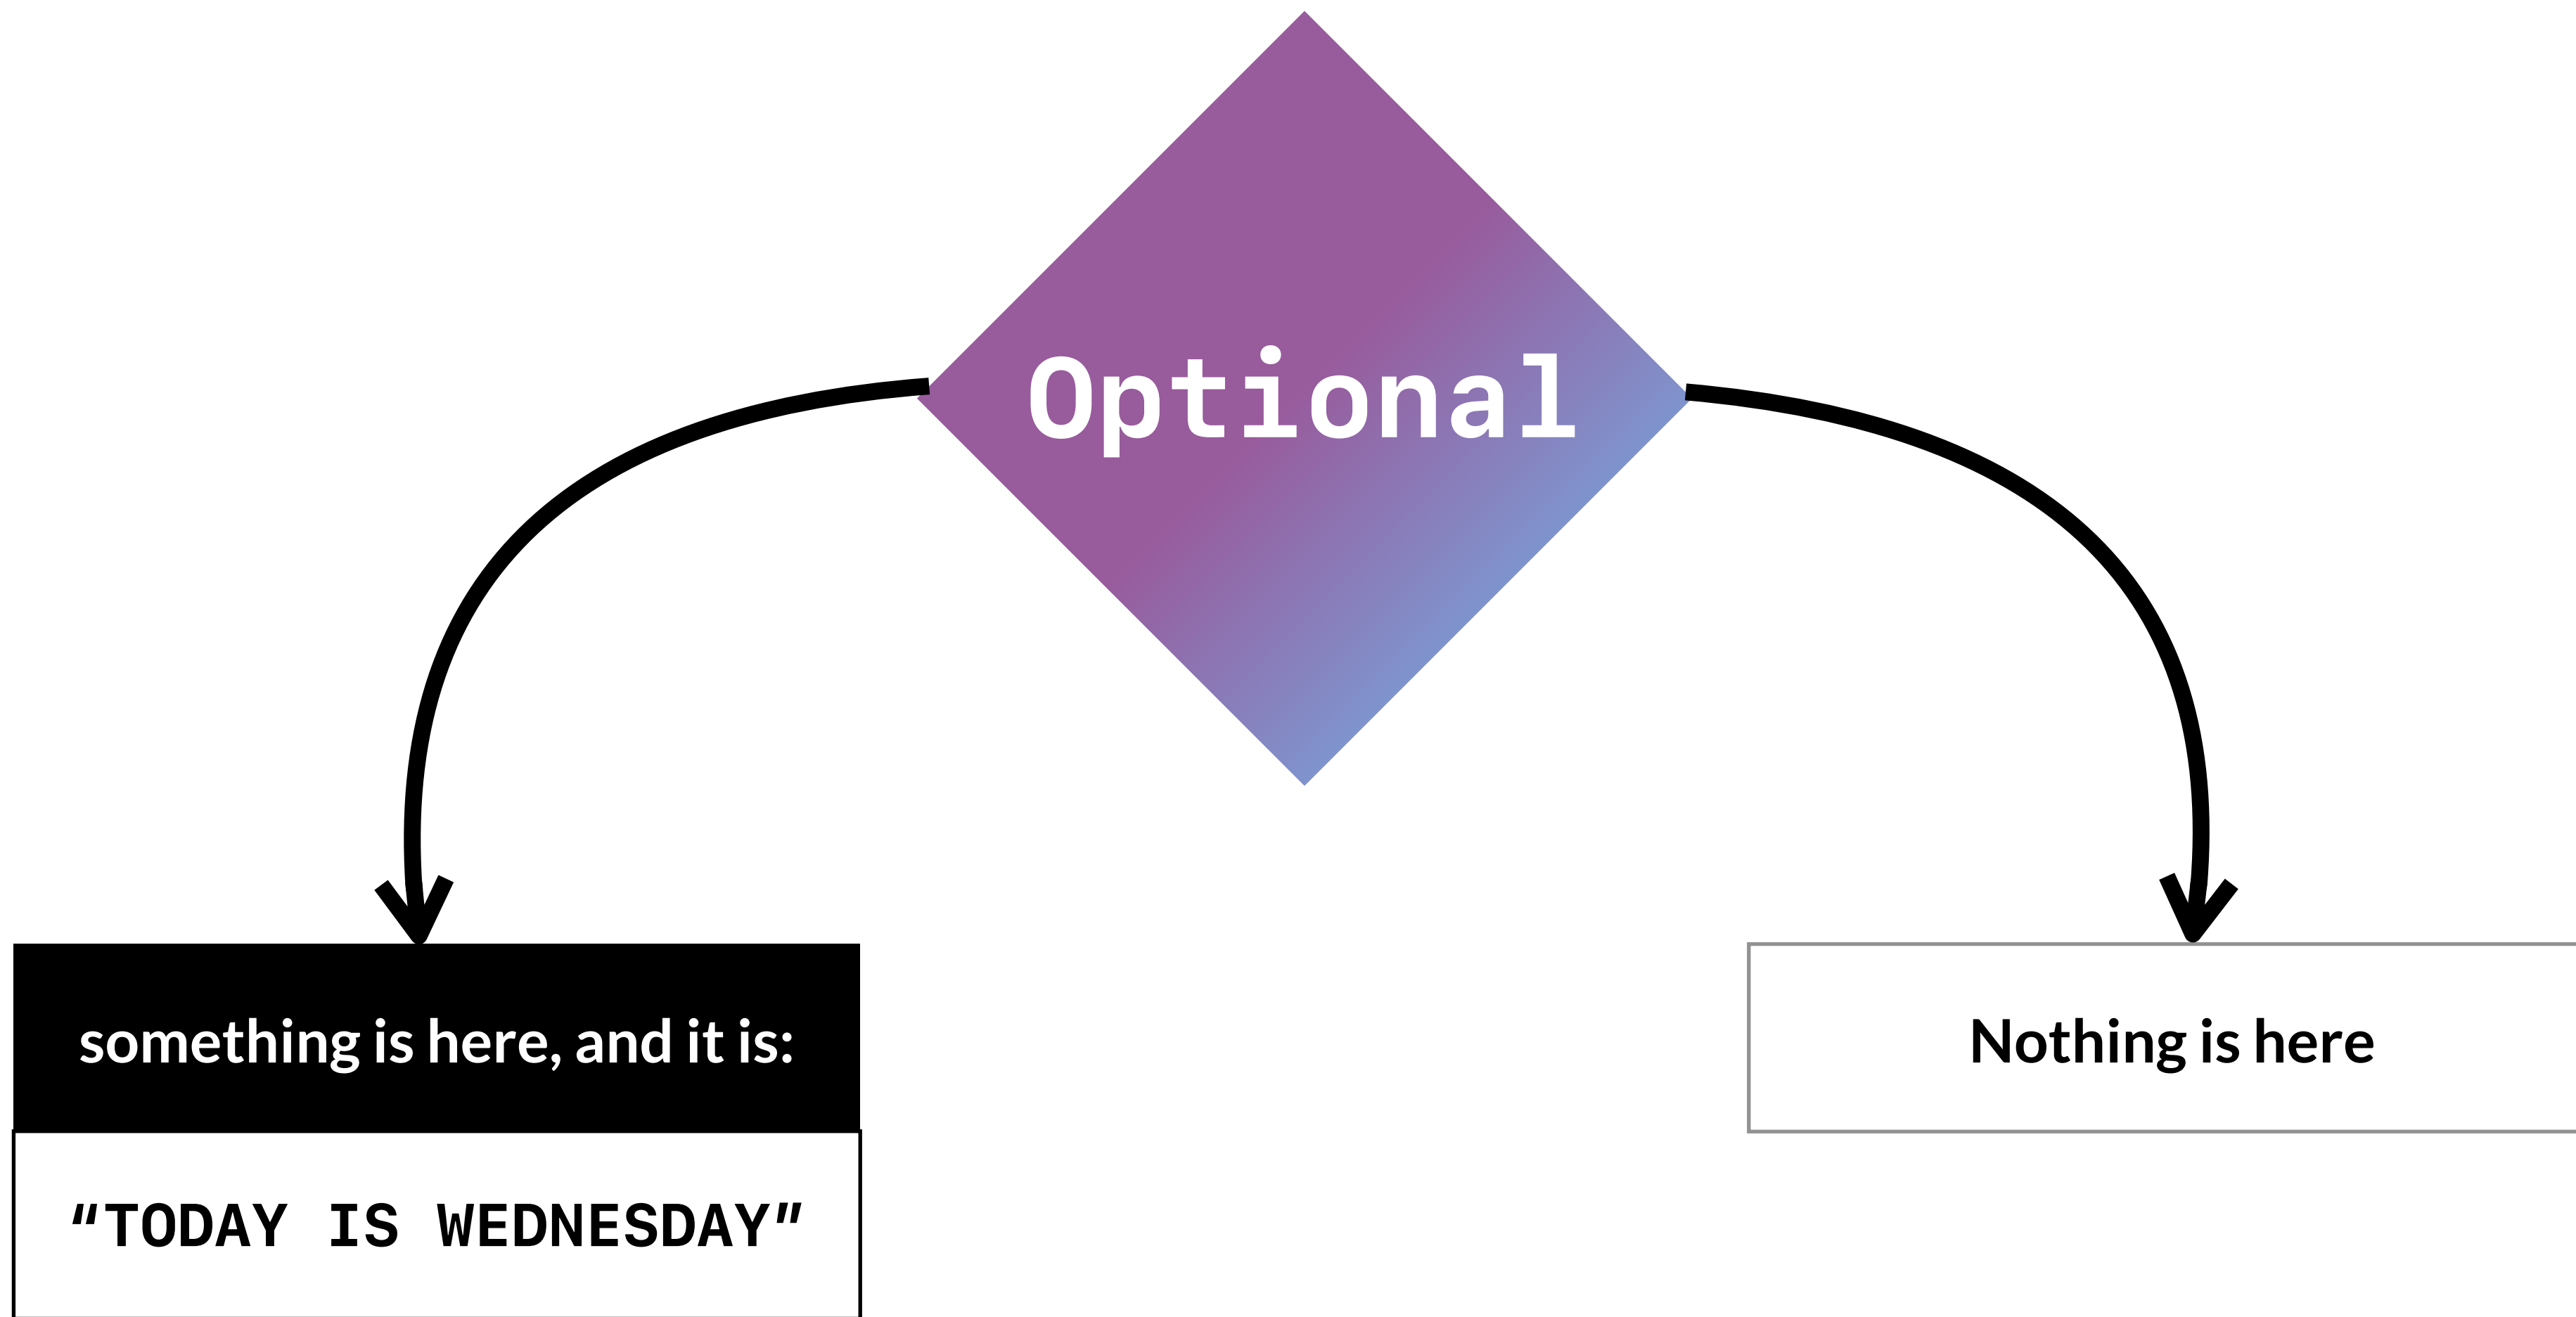 Optional
something is here, and it is:
Nothing is here
“TODAY IS WEDNESDAY”